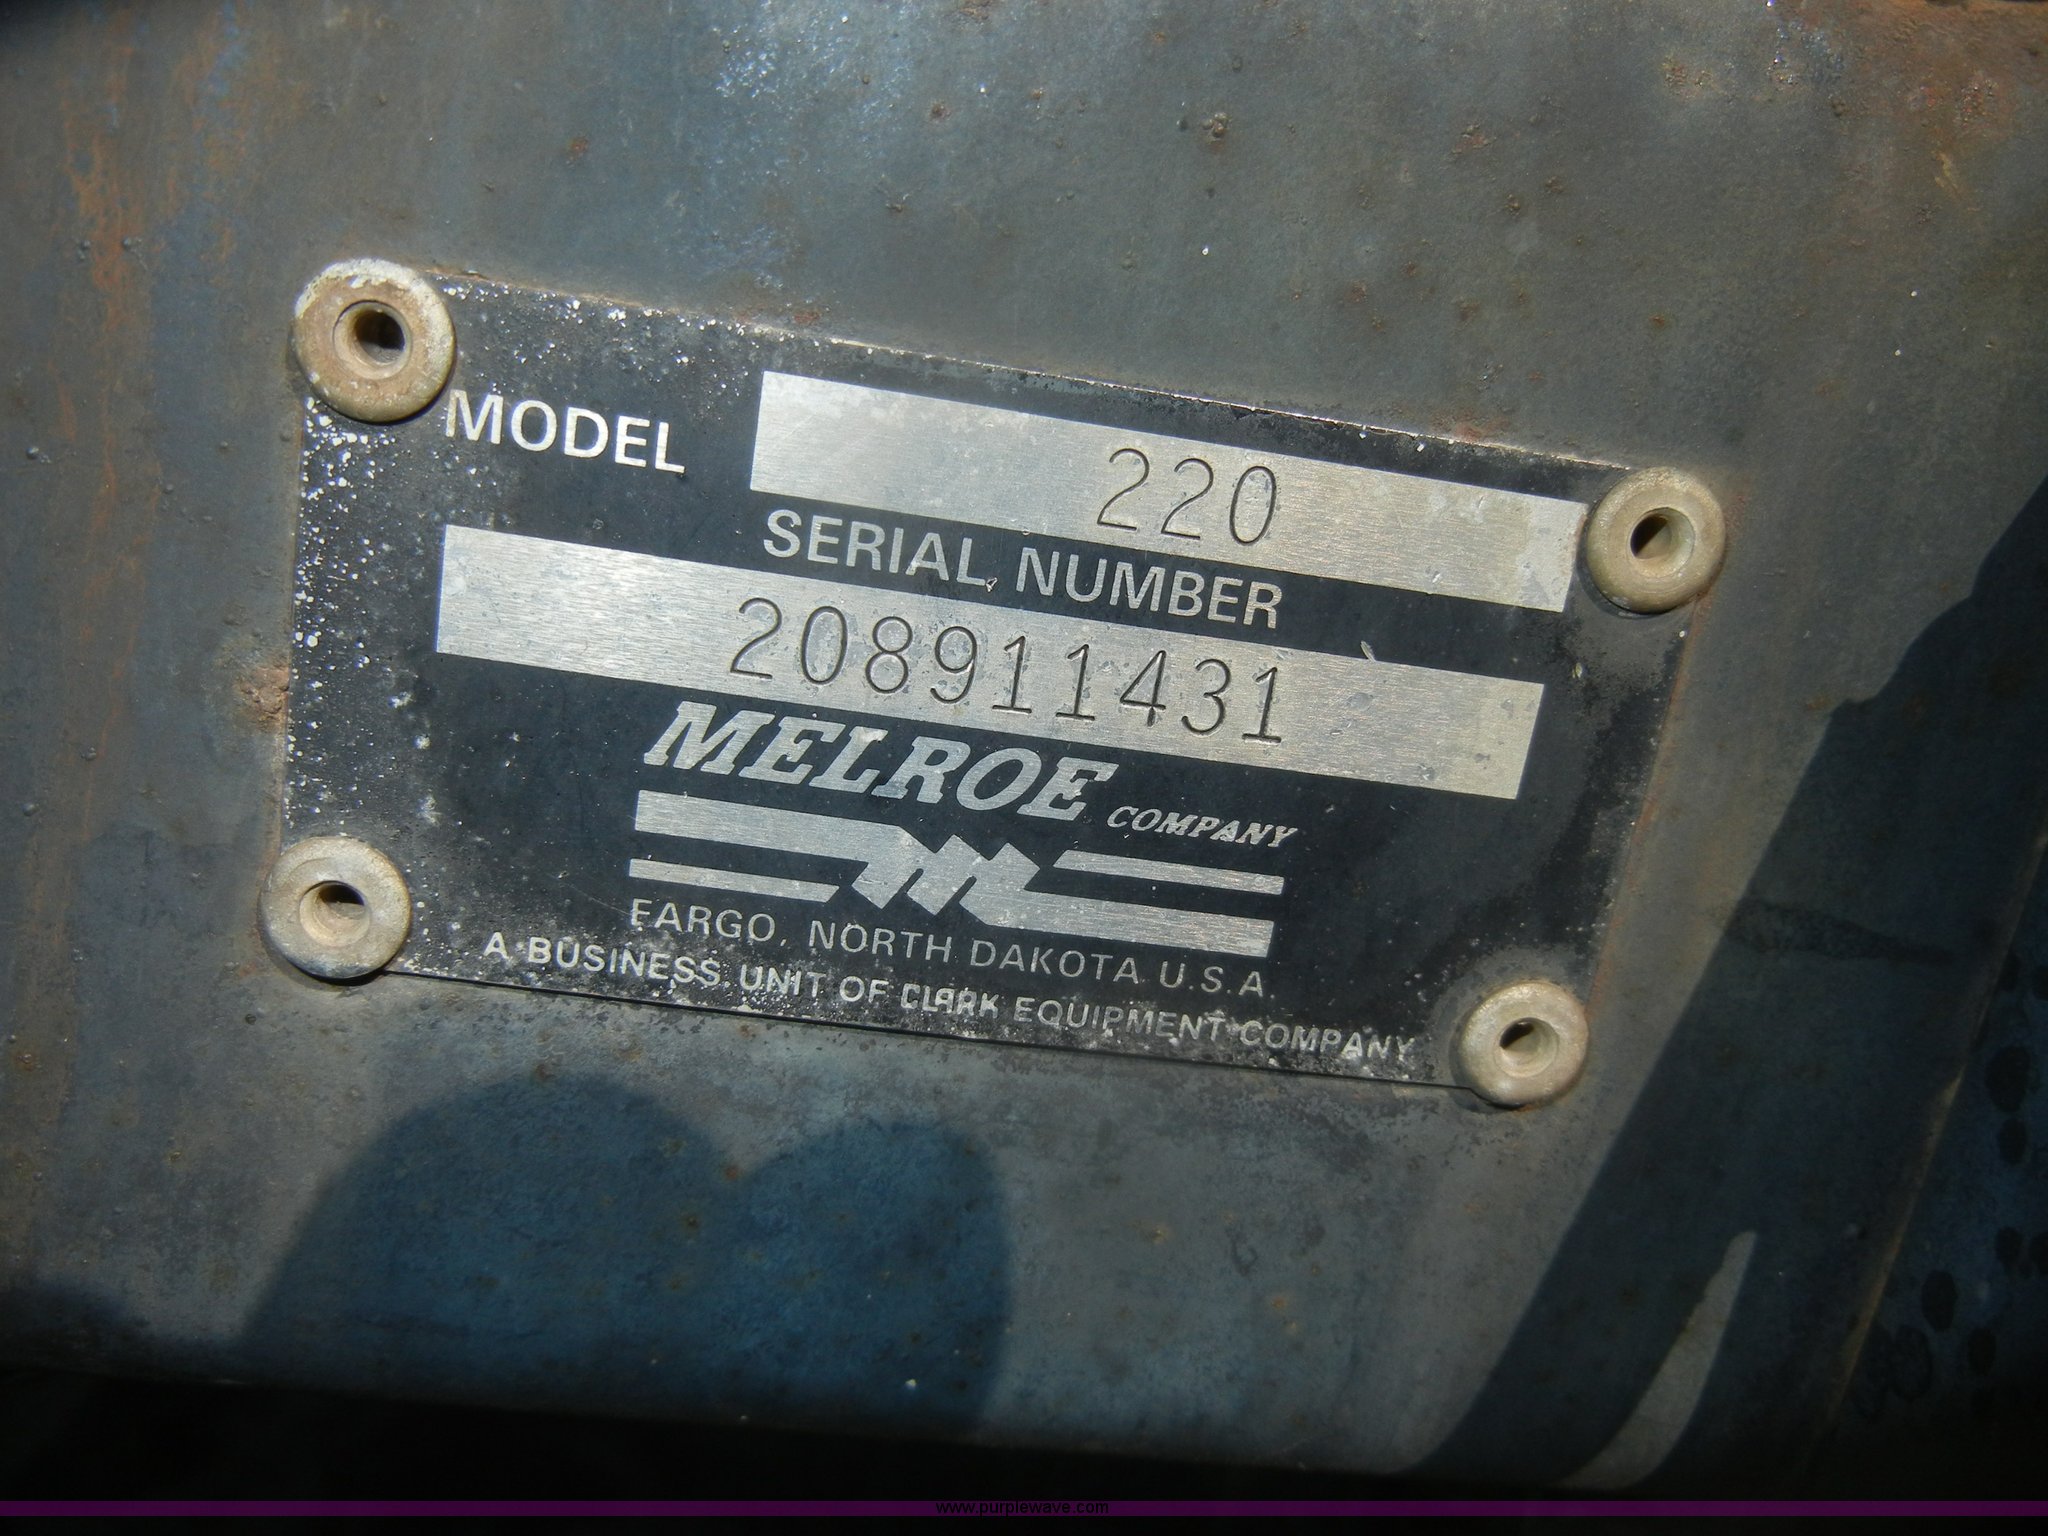 MODEL 220
SERIAL NUMBER
208911431
MELROE COMPANY
FARGO, NORTH DAKOTA U.S.A.
A BUSINESS UNIT OF CLARK EQUIPMENT COMPANY
www.purplewave.com